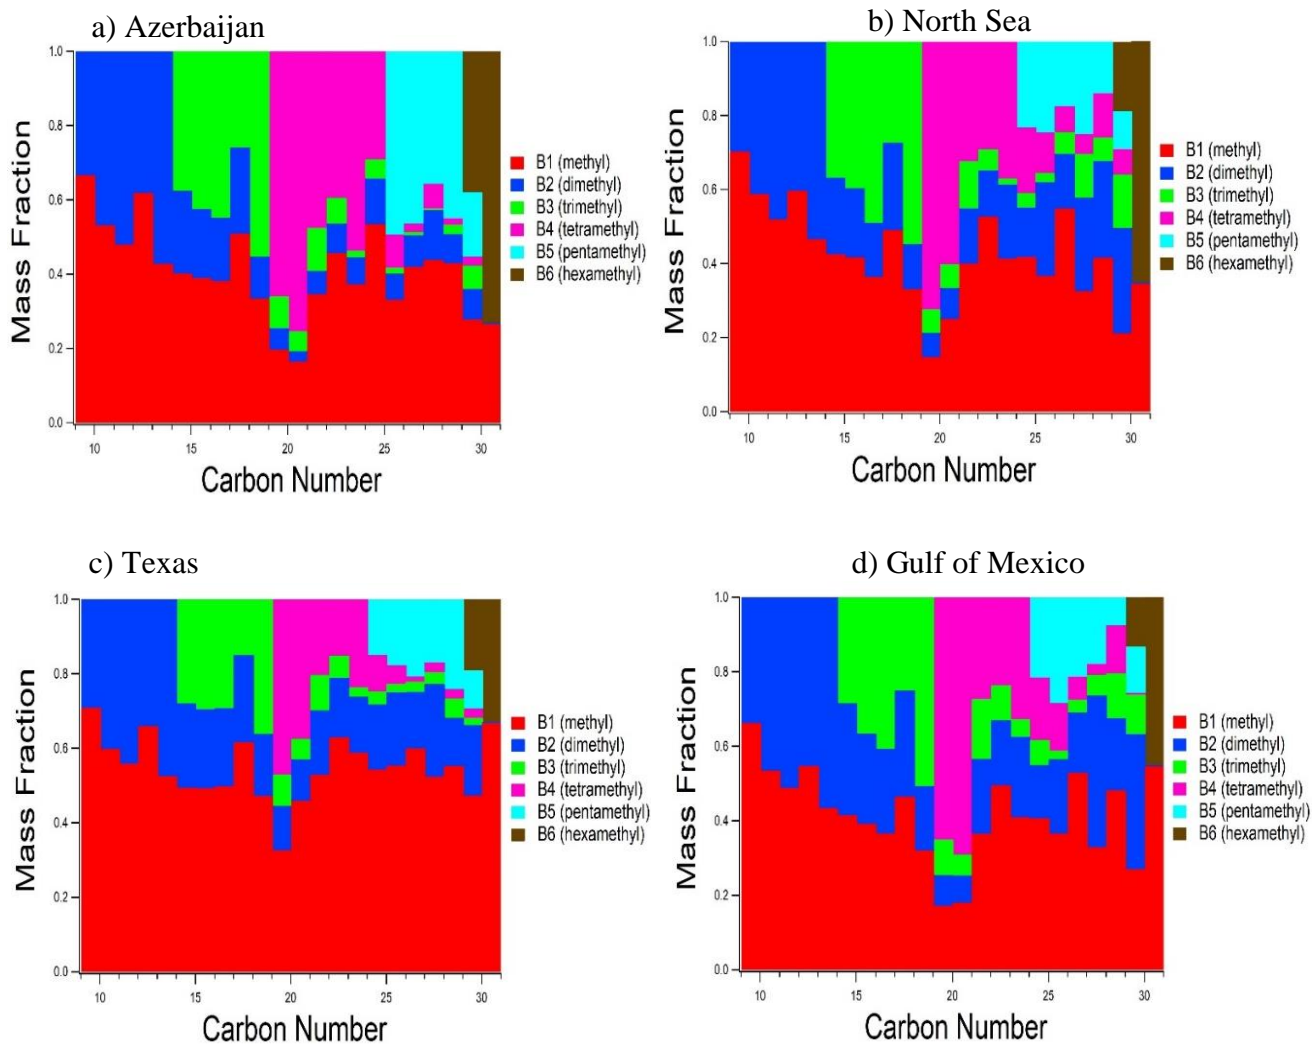 a) Azerbaijan
1.0
0.8
0.6
0.4
0.2
0.0
Mass Fraction
10 15 20 25 30
Carbon Number
B1 (methyl)
B2 (dimethyl)
B3 (trimethyl)
B4 (tetramethyl)
B5 (pentamethyl)
B6 (hexamethyl)
b) North Sea
1.0
0.8
0.6
0.4
0.2
0.0
Mass Fraction
10 15 20 25 30
Carbon Number
B1 (methyl)
B2 (dimethyl)
B3 (trimethyl)
B4 (tetramethyl)
B5 (pentamethyl)
B6 (hexamethyl)
c) Texas
1.0
0.8
0.6
0.4
0.2
0.0
Mass Fraction
10 15 20 25 30
Carbon Number
B1 (methyl)
B2 (dimethyl)
B3 (trimethyl)
B4 (tetramethyl)
B5 (pentamethyl)
B6 (hexamethyl)
d) Gulf of Mexico
1.0
0.8
0.6
0.4
0.2
0.0
Mass Fraction
10 15 20 25 30
Carbon Number
B1 (methyl)
B2 (dimethyl)
B3 (trimethyl)
B4 (tetramethyl)
B5 (pentamethyl)
B6 (hexamethyl)